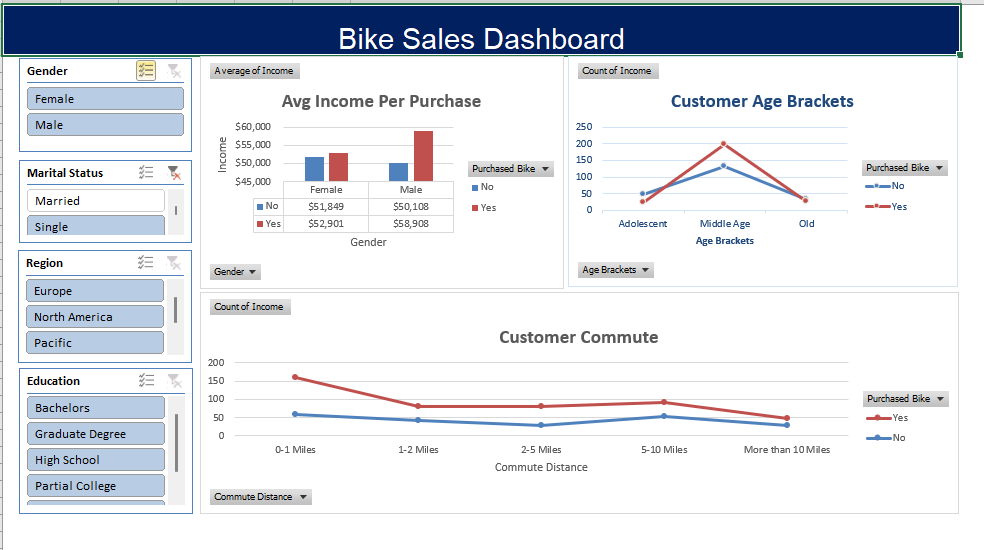 Bike Sales Dashboard
Gender
Female
Male
Marital Status
Married
Single
Region
Europe
North America
Pacific
Education
Bachelors
Graduate Degree
High School
Partial College
Average of Income
Avg Income Per Purchase
Income
$60,000
$55,000
$50,000
$45,000
Female Male
No $51,849 $50,108
Yes $52,901 $58,908
Gender
Purchased Bike
No
Yes
Gender
Count of Income
Customer Age Brackets
250
200
150
100
50
0
Adolescent Middle Age Old
Age Brackets
Purchased Bike
No
Yes
Age Brackets
Count of Income
Customer Commute
200
150
100
50
0
0-1 Miles 1-2 Miles 2-5 Miles 5-10 Miles More than 10 Miles
Commute Distance
Purchased Bike
Yes
No
Commute Distance